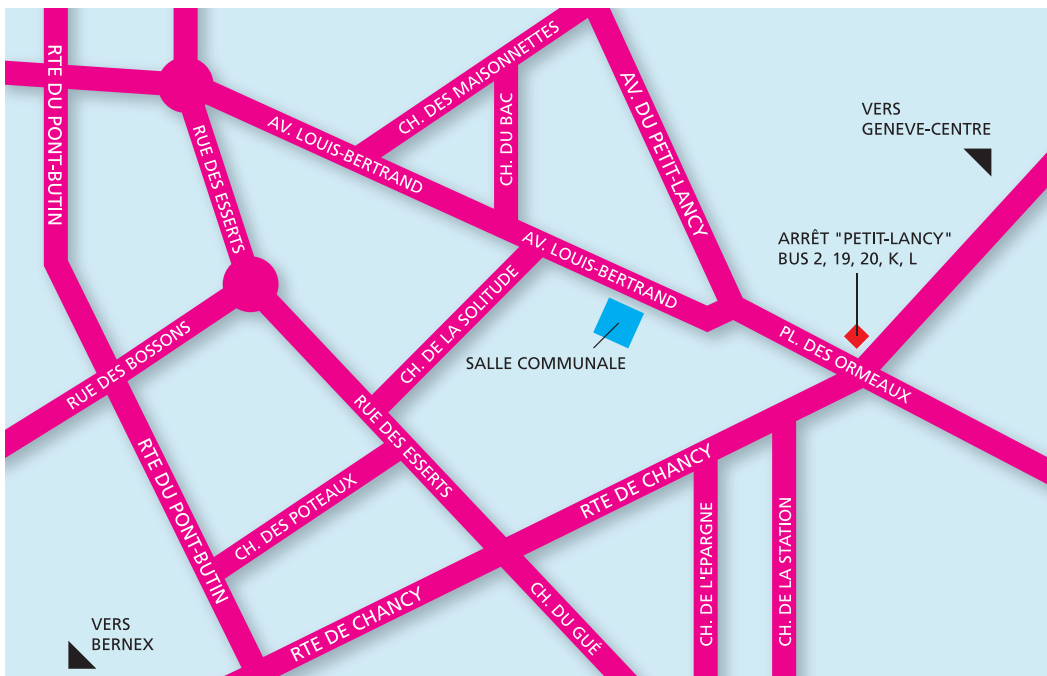 RTE DU PONT-BUTIN
RUE DES ESSERTS
AV. LOUIS-BERTRAND
CH. DES MAISONNETTES
CH. DU BAC
AV. DU PETIT-LANCY
VERS
GENEVE-CENTRE
ARRÊT "PETIT-LANCY"
BUS 2, 19, 20, K, L
AV. LOUIS-BERTRAND
CH. DE LA SOLITUDE
SALLE COMMUNALE
PL. DES ORMEAUX
RUE DES BOSSONS
RUE DES ESSERTS
RTE DU PONT-BUTIN
CH. DES POTEAUX
RTE DE CHANCY
CH. DE L'EPARGNE
CH. DE LA STATION
RTE DE CHANCY
CH. DU GUÉ
VERS
BERNEX